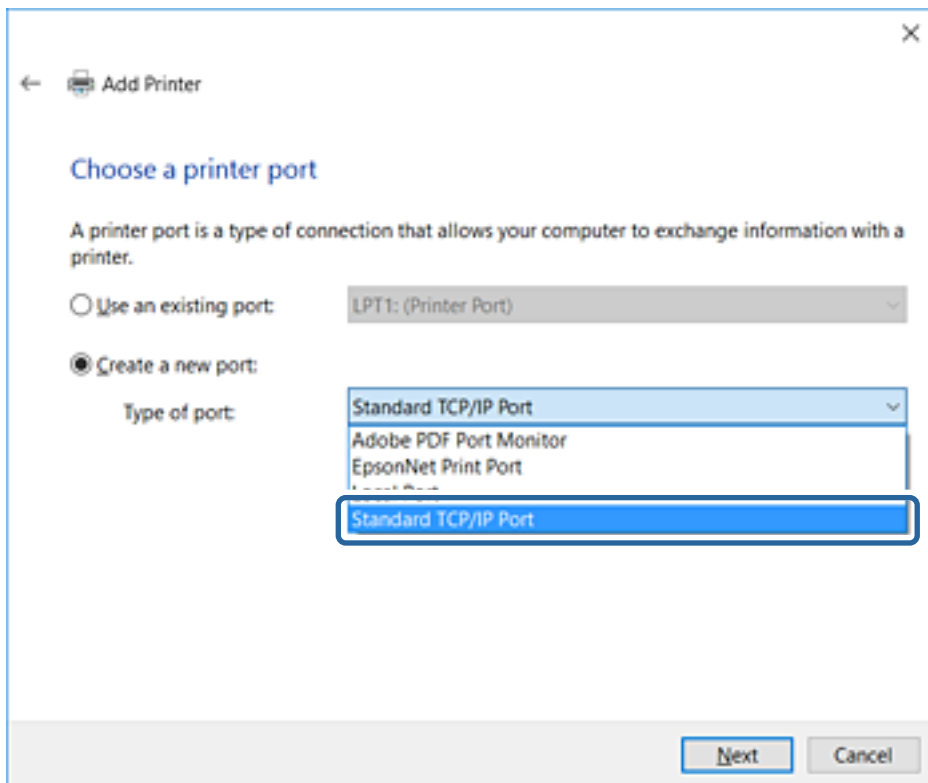 Add Printer
Choose a printer port
A printer port is a type of connection that allows your computer to exchange information with a
printer.
Use an existing port:
LPT1: (Printer Port)
Create a new port:
Type of port:
Standard TCP/IP Port
Adobe PDF Port Monitor
EpsonNet Print Port
Local Port
Standard TCP/IP Port
Next
Cancel